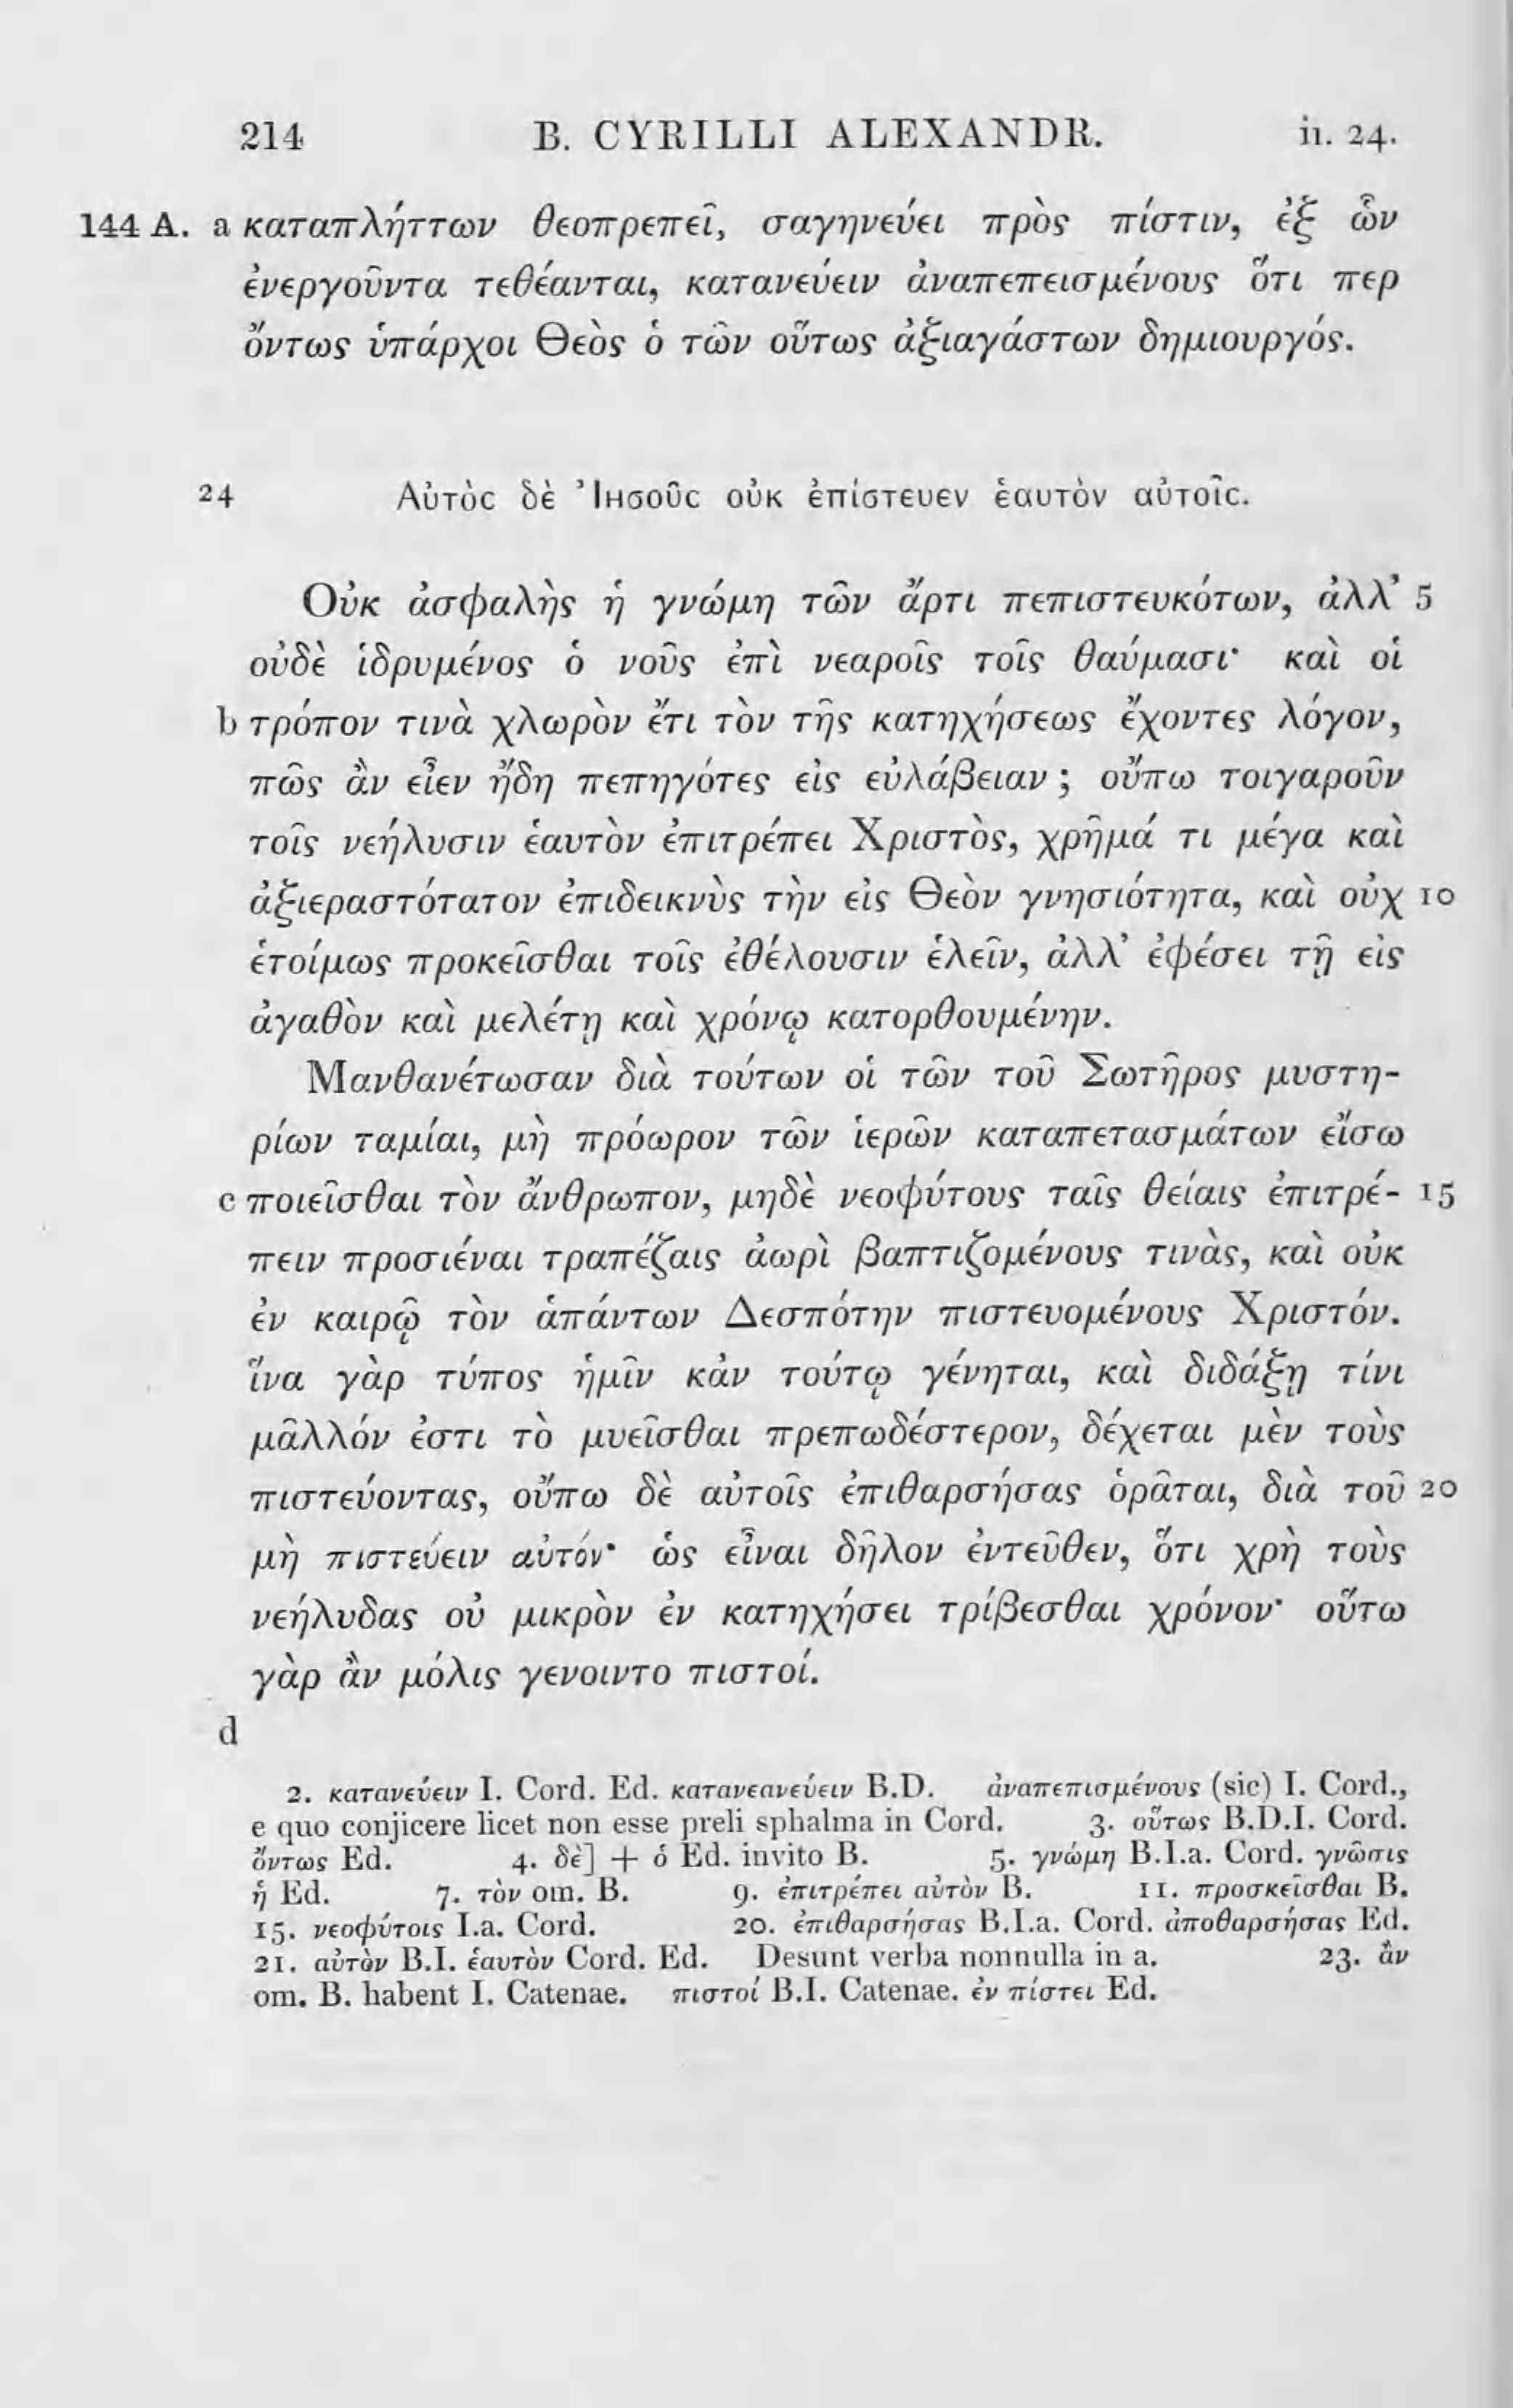 214 B. CYRILLI ALEXANDR. ii. 24.
144 A. a καταπλήττων θεοπρεπεῖ, σαγηνεύει πρὸς πίστιν, ἐξ ὧν
ἐνεργοῦντα τεθέανται, κατανεύειν ἀναπεπεισμένους ὅτι περ
ὄντως ὑπάρχοι Θεὸς ὁ τῶν οὕτως ἀξιαγάστων δημιουργός.
24 Αὐτὸς δὲ Ἰησοῦς οὐκ ἐπίστευεν ἑαυτὸν αὐτοῖς.
Οὐκ ἀσφαλὴς ἡ γνώμη τῶν ἄρτι πεπιστευκότων, ἀλλ᾽ 5
οὐδὲ ἱδρυμένος ὁ νοῦς ἐπὶ νεαροῖς τοῖς θαύμασι· καὶ οἱ
b τρόπον τινὰ χλωρὸν ἔτι τὸν τῆς κατηχήσεως ἔχοντες λόγον,
πῶς ἂν εἶεν ἤδη πεπηγότες εἰς εὐλάβειαν ; οὔπω τοιγαροῦν
τοῖς νεήλυσιν ἑαυτὸν ἐπιτρέπει Χριστὸς, χρῆμά τι μέγα καὶ
ἀξιεραστότατον ἐπιδεικνὺς τὴν εἰς Θεὸν γνησιότητα, καὶ οὐχ 10
ἑτοίμως προκεῖσθαι τοῖς ἐθέλουσιν ἑλεῖν, ἀλλ᾽ ἐφέσει τῇ εἰς
ἀγαθὸν καὶ μελέτῃ καὶ χρόνῳ κατορθουμένην.
Μανθανέτωσαν διὰ τούτων οἱ τῶν τοῦ Σωτῆρος μυστη-
ρίων ταμίαι, μὴ πρόωρον τῶν ἱερῶν καταπετασμάτων εἴσω
c ποιεῖσθαι τὸν ἄνθρωπον, μηδὲ νεοφύτους ταῖς θείαις ἐπιτρέ- 15
πειν προσιέναι τραπέζαις ἀωρὶ βαπτιζομένους τινὰς, καὶ οὐκ
ἐν καιρῷ τὸν ἁπάντων Δεσπότην πιστευομένους Χριστόν.
ἵνα γὰρ τύπος ἡμῖν κἀν τούτῳ γένηται, καὶ διδάξῃ τίνι
μᾶλλόν ἐστι τὸ μυεῖσθαι πρεπωδέστερον, δέχεται μὲν τοὺς
πιστεύοντας, οὔπω δὲ αὐτοῖς ἐπιθαρσήσας ὁρᾶται, διὰ τοῦ 20
μὴ πιστεύειν αὐτόν· ὡς εἶναι δῆλον ἐντεῦθεν, ὅτι χρὴ τοὺς
νεήλυδας οὐ μικρὸν ἐν κατηχήσει τρίβεσθαι χρόνον· οὕτω
γὰρ ἂν μόλις γενοιντο πιστοί.
d
2. κατανεύειν I. Cord. Ed. κατανεανεύειν B.D. ἀναπεπισμένους (sic) I. Cord.,
e quo conjicere licet non esse preli sphalma in Cord. 3. οὕτως B.D.I. Cord.
ὄντως Ed. 4. δὲ] + ὁ Ed. invito B. 5. γνώμη B.I.a. Cord. γνῶσις
ἡ Ed. 7. τὸν om. B. 9. ἐπιτρέπει αὐτὸν B. 11. προσκεῖσθαι B.
15. νεοφύτοις I.a. Cord. 20. ἐπιθαρσήσας B.I.a. Cord. ἀποθαρσήσας Ed.
21. αὐτὸν B.I. ἑαυτὸν Cord. Ed. Desunt verba nonnulla in a. 23. ἂν
om. B. habent I. Catenae. πιστοί B.I. Catenae. ἐν πίστει Ed.